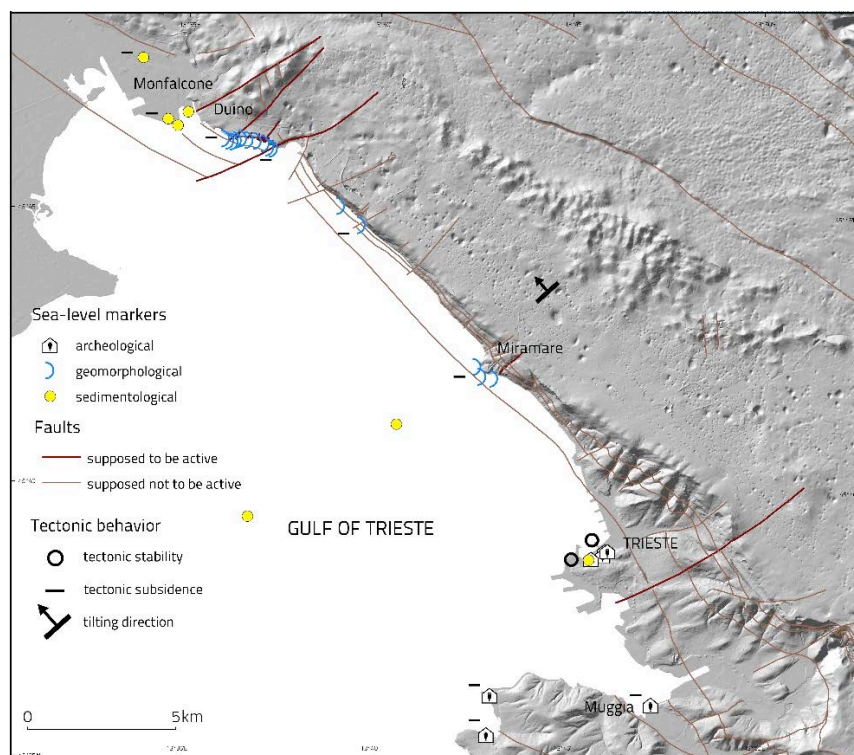 Monfalcone
Duino
Miramare
Sea-level markers
archeological
geomorphological
sedimentological
Faults
supposed to be active
supposed not to be active
GULF OF TRIESTE
Tectonic behavior
tectonic stability
TRIESTE
tectonic subsidence
tilting direction
Muggia
0 5km